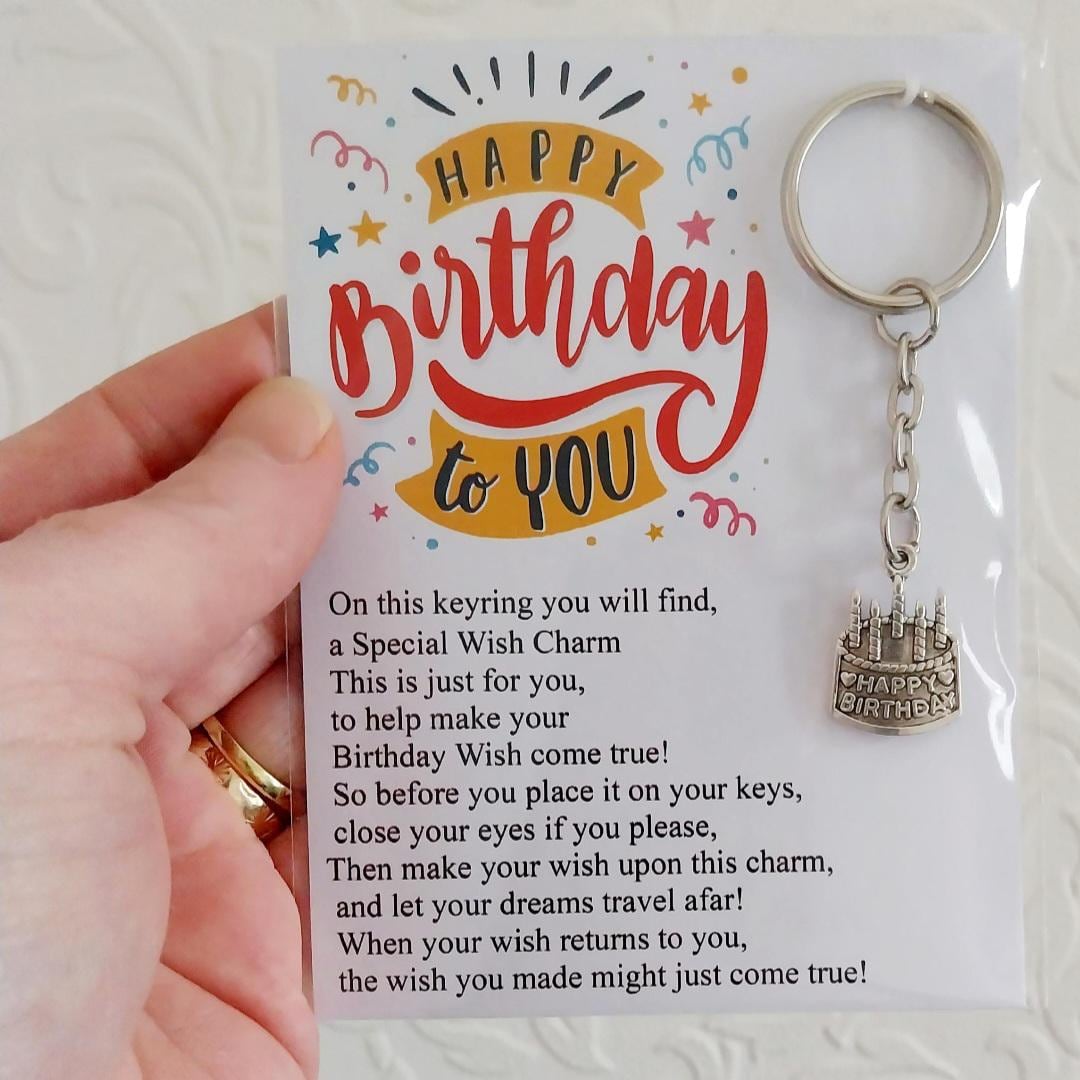 HAPPY
Birthday
to YOU
On this keyring you will find,
a Special Wish Charm
This is just for you,
to help make your
Birthday Wish come true!
So before you place it on your keys,
close your eyes if you please,
Then make your wish upon this charm,
and let your dreams travel afar!
When your wish returns to you,
the wish you made might just come true!
HAPPY
BIRTHDAY